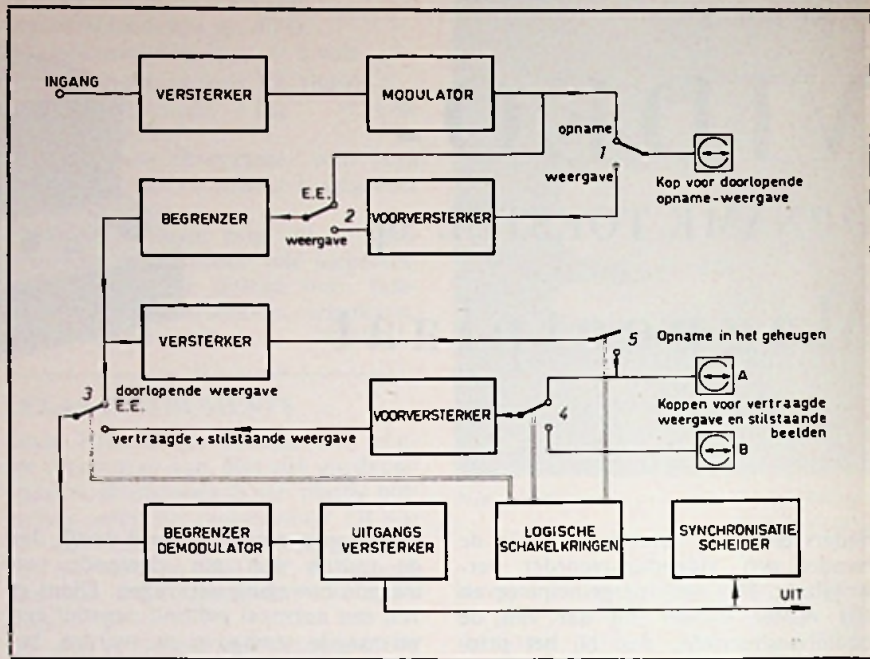 INGANG
VERSTERKER
MODULATOR
opname
1
weergave
Kop voor doorlopende
opname-weergave
BEGRENZER
E.E.
2
weergave
VOORVERSTERKER
VERSTERKER
5
Opname in het geheugen
3
doorlopende weergave
E.E.
vertraagde + stilstaande weergave
VOORVERSTERKER
4
A
Koppen voor vertraagde
weergave en stilstaande
beelden
B
BEGRENZER
DEMODULATOR
UITGANGS
VERSTERKER
LOGISCHE
SCHAKELKRINGEN
SYNCHRONISATIE
SCHEIDER
UIT